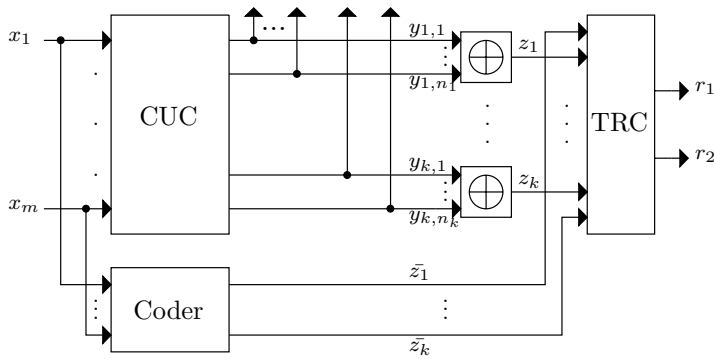 ...
x₁
y₁,₁
z₁
y₁,ₙ₁
r₁
CUC
TRC
r₂
yₖ,₁
zₖ
xₘ
yₖ,ₙₖ
z̄₁
Coder
z̄ₖ